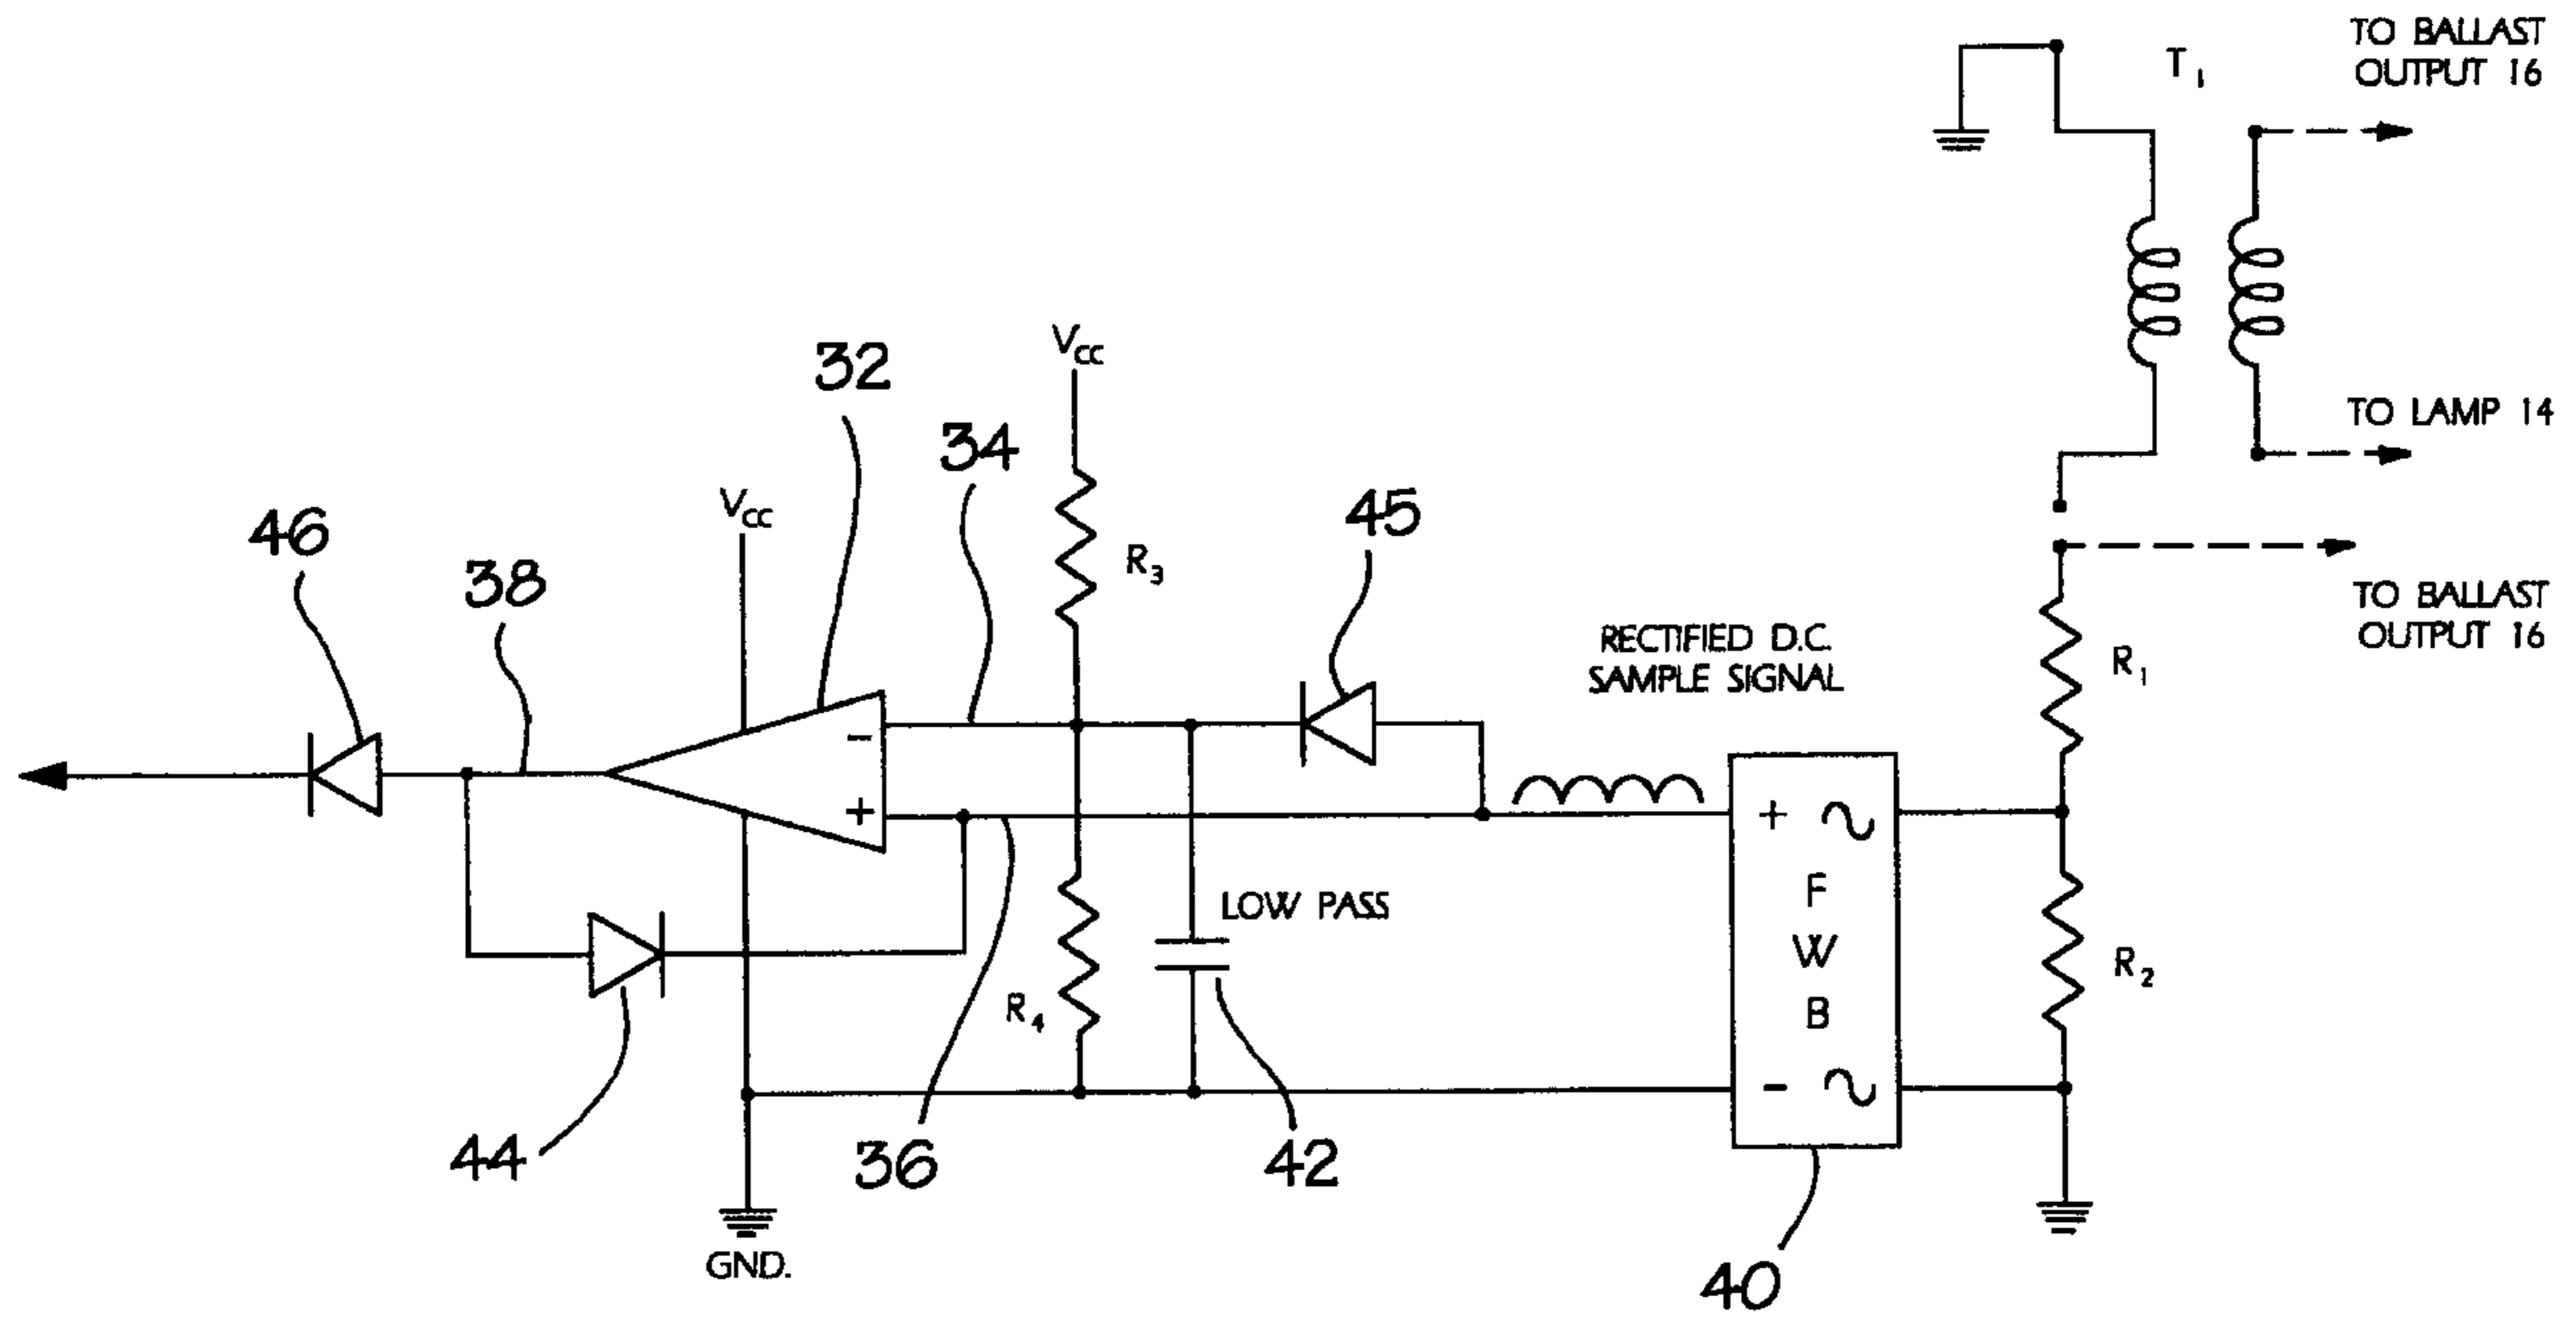 TO BALLAST
OUTPUT 16
T1
TO LAMP 14
TO BALLAST
OUTPUT 16
R1
R2
RECTIFIED D.C.
SAMPLE SIGNAL
45
VCC
R3
34
32
VCC
38
46
−
+
LOW PASS
R4
42
36
44
GND.
+
F
W
B
-
40